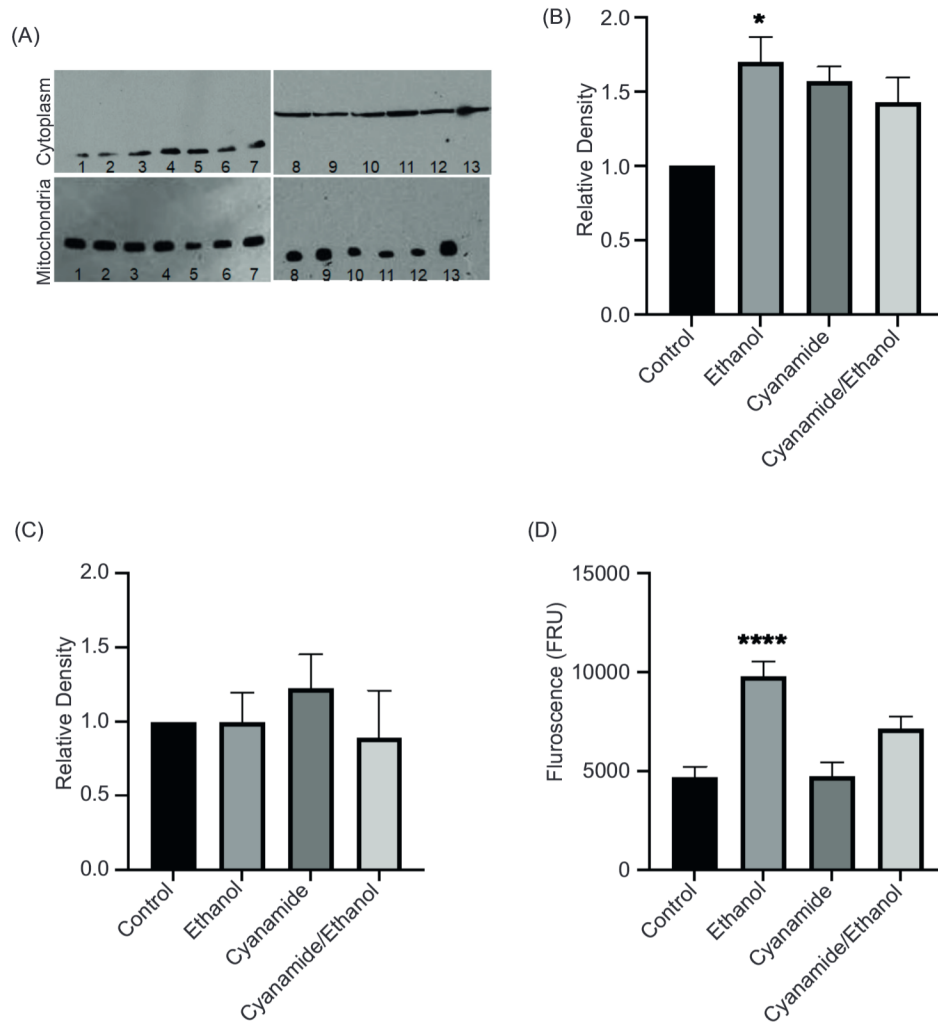 (A)
Cytoplasm
1 2 3 4 5 6 7
8 9 10 11 12 13
Mitochondria
1 2 3 4 5 6 7
8 9 10 11 12 13
(B)
Relative Density
2.0
1.5
1.0
0.5
0.0
*
Control
Ethanol
Cyanamide
Cyanamide/Ethanol
(C)
Relative Density
2.0
1.5
1.0
0.5
0.0
Control
Ethanol
Cyanamide
Cyanamide/Ethanol
(D)
Fluroscence (FRU)
15000
10000
5000
0
****
Control
Ethanol
Cyanamide
Cyanamide/Ethanol